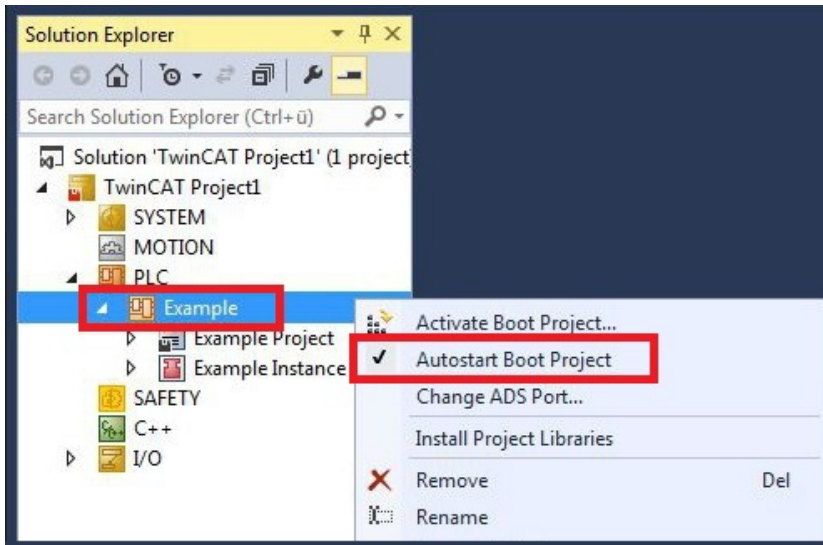 Solution Explorer
Search Solution Explorer (Ctrl+ü)
Solution 'TwinCAT Project1' (1 project
TwinCAT Project1
SYSTEM
MOTION
PLC
Example
Example Project
Example Instance
SAFETY
C++
I/O
Activate Boot Project...
Autostart Boot Project
Change ADS Port...
Install Project Libraries
Remove Del
Rename